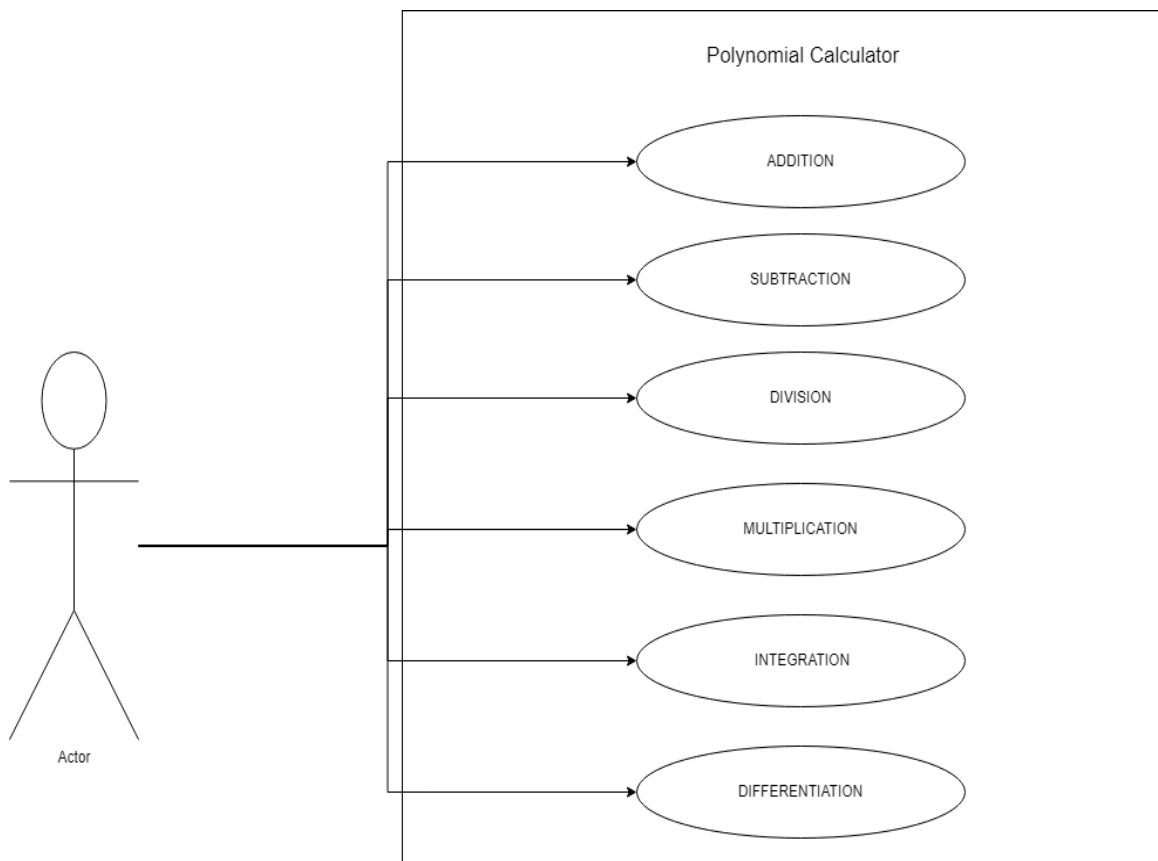 Polynomial Calculator
ADDITION
SUBTRACTION
DIVISION
MULTIPLICATION
INTEGRATION
DIFFERENTIATION
Actor